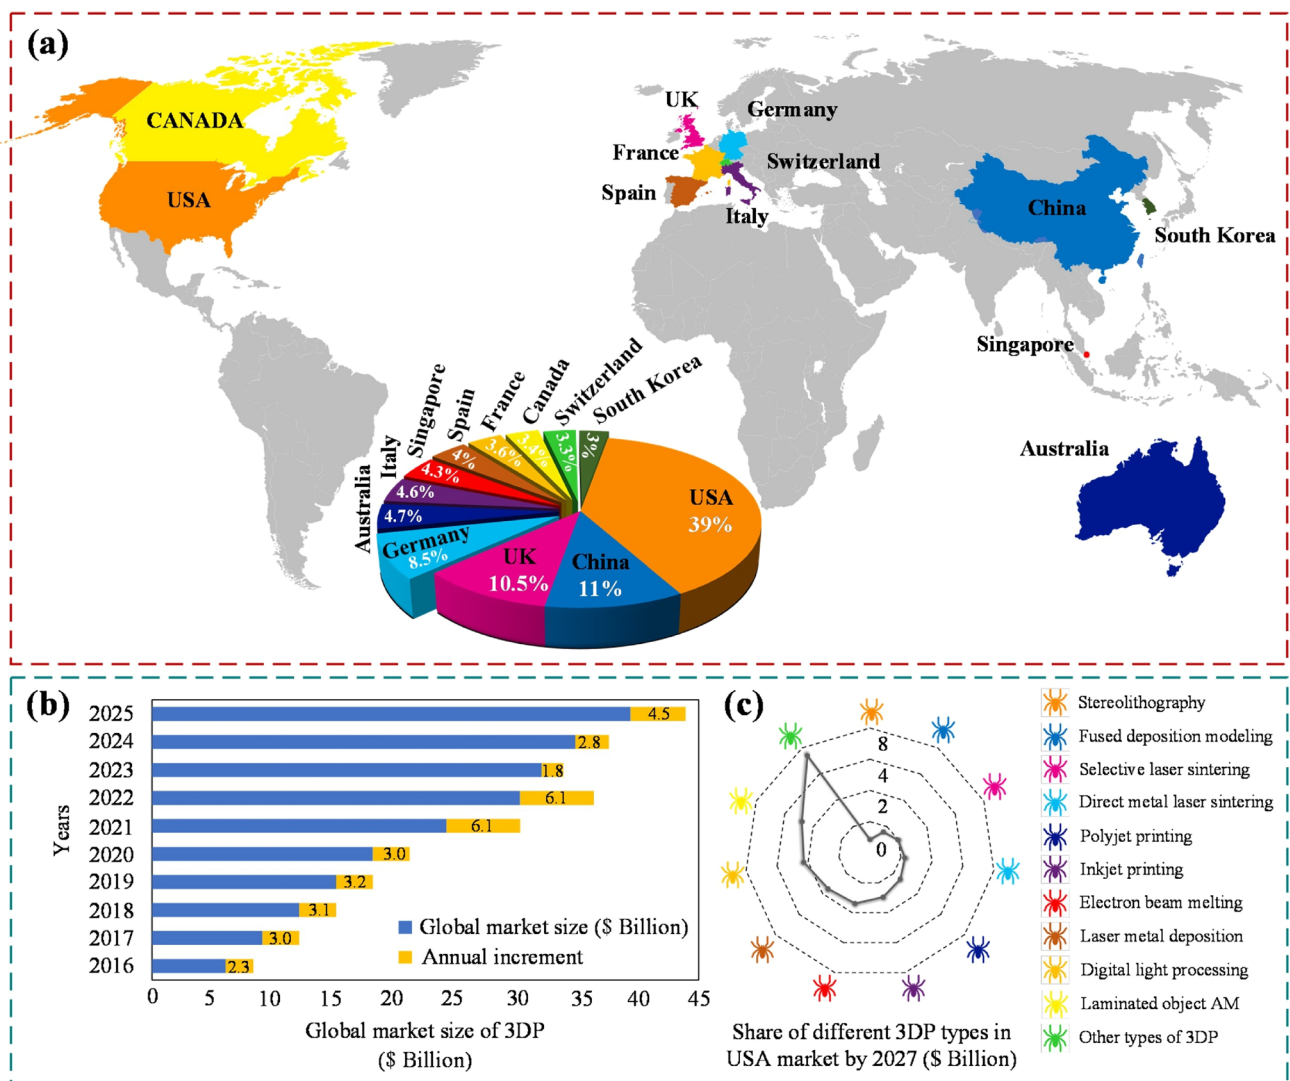 (a)
CANADA
USA
UK
Germany
France
Switzerland
Spain
Italy
China
South Korea
Singapore
Australia
Australia
Italy
Singapore
Spain
France
Canada
Switzerland
South Korea
4.7%
4.6%
4.3%
4%
3.6%
3.4%
3.3%
3%
USA
39%
Germany
8.5%
UK
10.5%
China
11%
(b)
Years
2025
4.5
2024
2.8
2023
1.8
2022
6.1
2021
6.1
2020
3.0
2019
3.2
2018
3.1
2017
3.0
2016
2.3
Global market size ($ Billion)
Annual increment
0 5 10 15 20 25 30 35 40 45
Global market size of 3DP
($ Billion)
(c)
8
4
2
0
Share of different 3DP types in
USA market by 2027 ($ Billion)
Stereolithography
Fused deposition modeling
Selective laser sintering
Direct metal laser sintering
Polyjet printing
Inkjet printing
Electron beam melting
Laser metal deposition
Digital light processing
Laminated object AM
Other types of 3DP